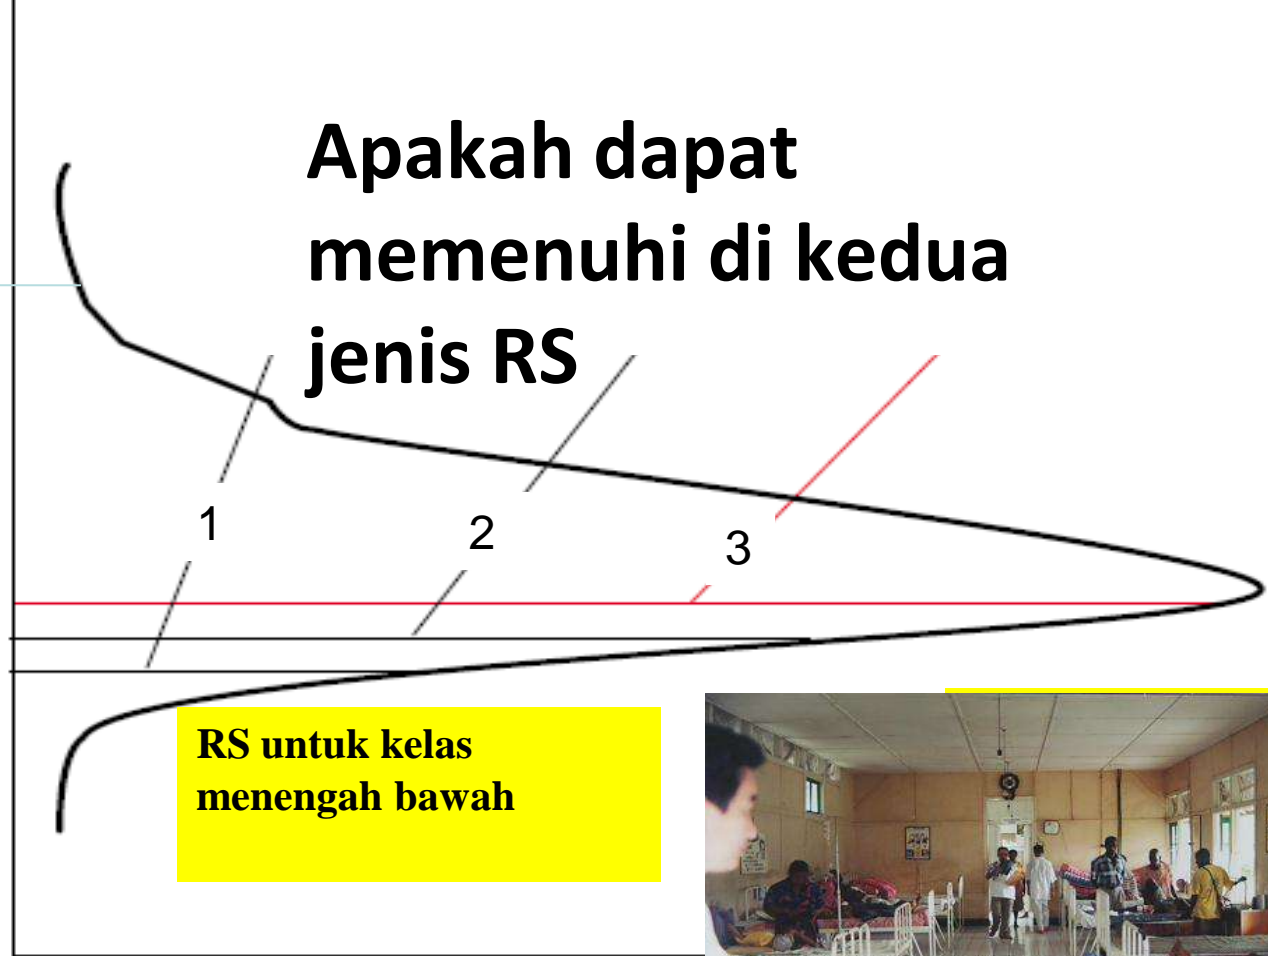 Apakah dapat
memenuhi di kedua
jenis RS
1
2
3
RS untuk kelas
menengah bawah